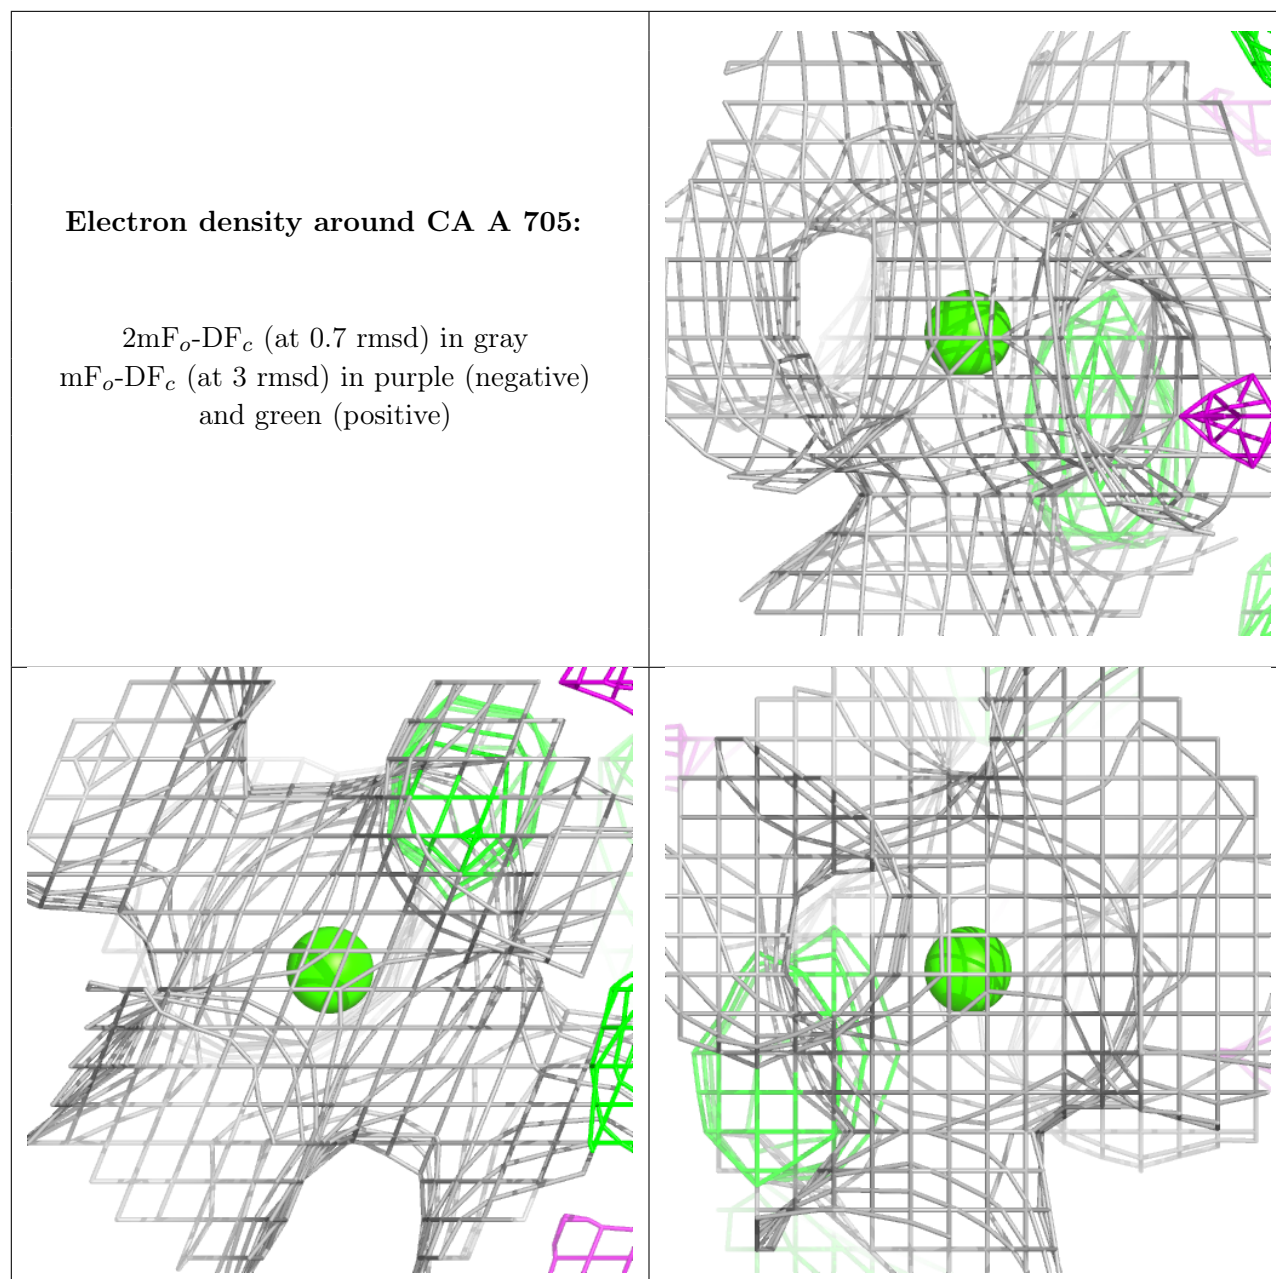 Electron density around CA A 705:
2mFo-DFc (at 0.7 rmsd) in gray
mFo-DFc (at 3 rmsd) in purple (negative)
and green (positive)